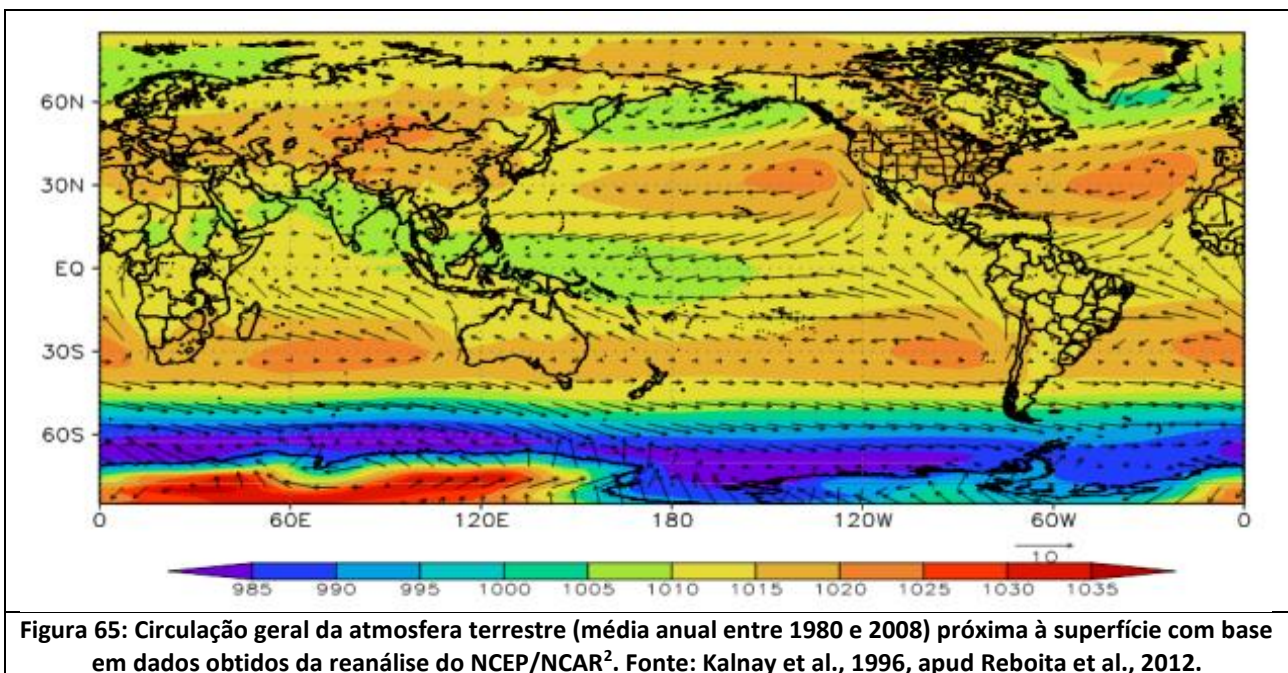 60N
30N
EQ
30S
60S
0 60E 120E 180 120W 60W 0
10
985 990 995 1000 1005 1010 1015 1020 1025 1030 1035
Figura 65: Circulação geral da atmosfera terrestre (média anual entre 1980 e 2008) próxima à superfície com base
em dados obtidos da reanálise do NCEP/NCAR². Fonte: Kalnay et al., 1996, apud Reboita et al., 2012.